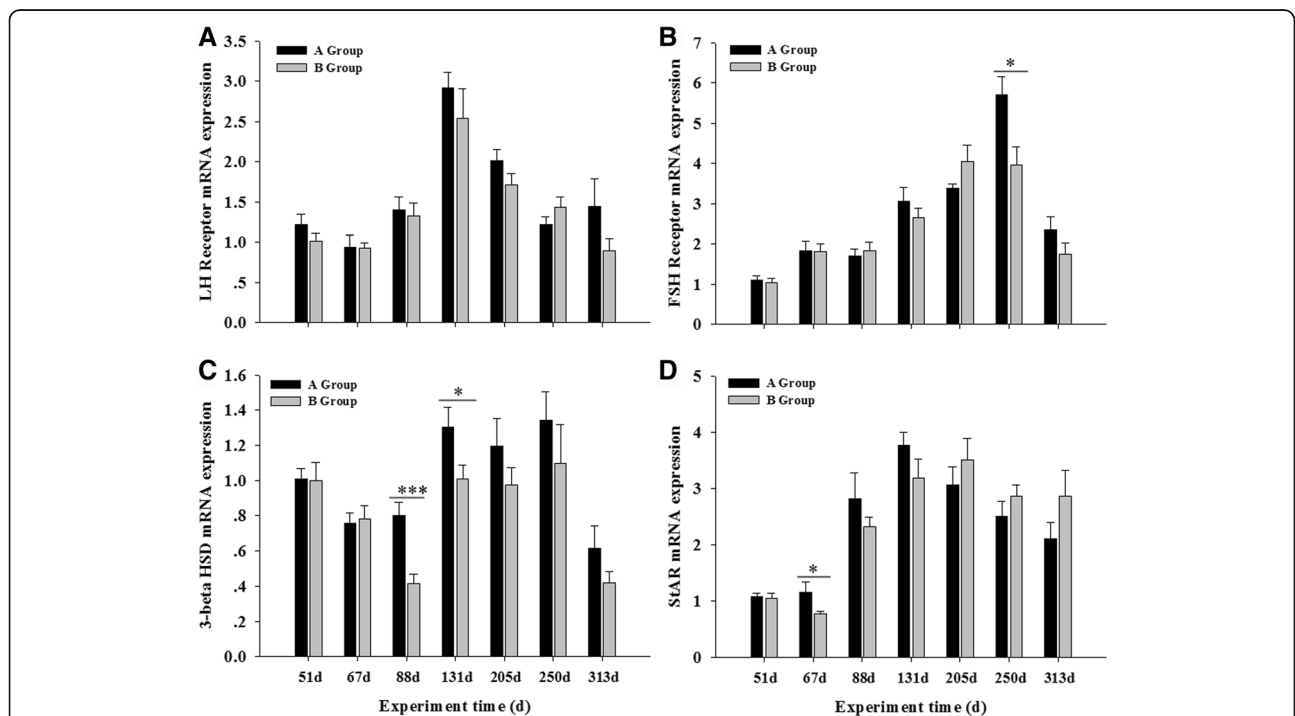 A
LH Receptor mRNA expression
3.5
3.0
2.5
2.0
1.5
1.0
.5
0.0
A Group
B Group
B
FSH Receptor mRNA expression
7
6
5
4
3
2
1
0
A Group
B Group
*
C
3-beta HSD mRNA expression
1.6
1.4
1.2
1.0
.8
.6
.4
.2
0.0
A Group
B Group
***
*
51d 67d 88d 131d 205d 250d 313d
Experiment time (d)
D
StAR mRNA expression
5
4
3
2
1
0
A Group
B Group
*
51d 67d 88d 131d 205d 250d 313d
Experiment time (d)